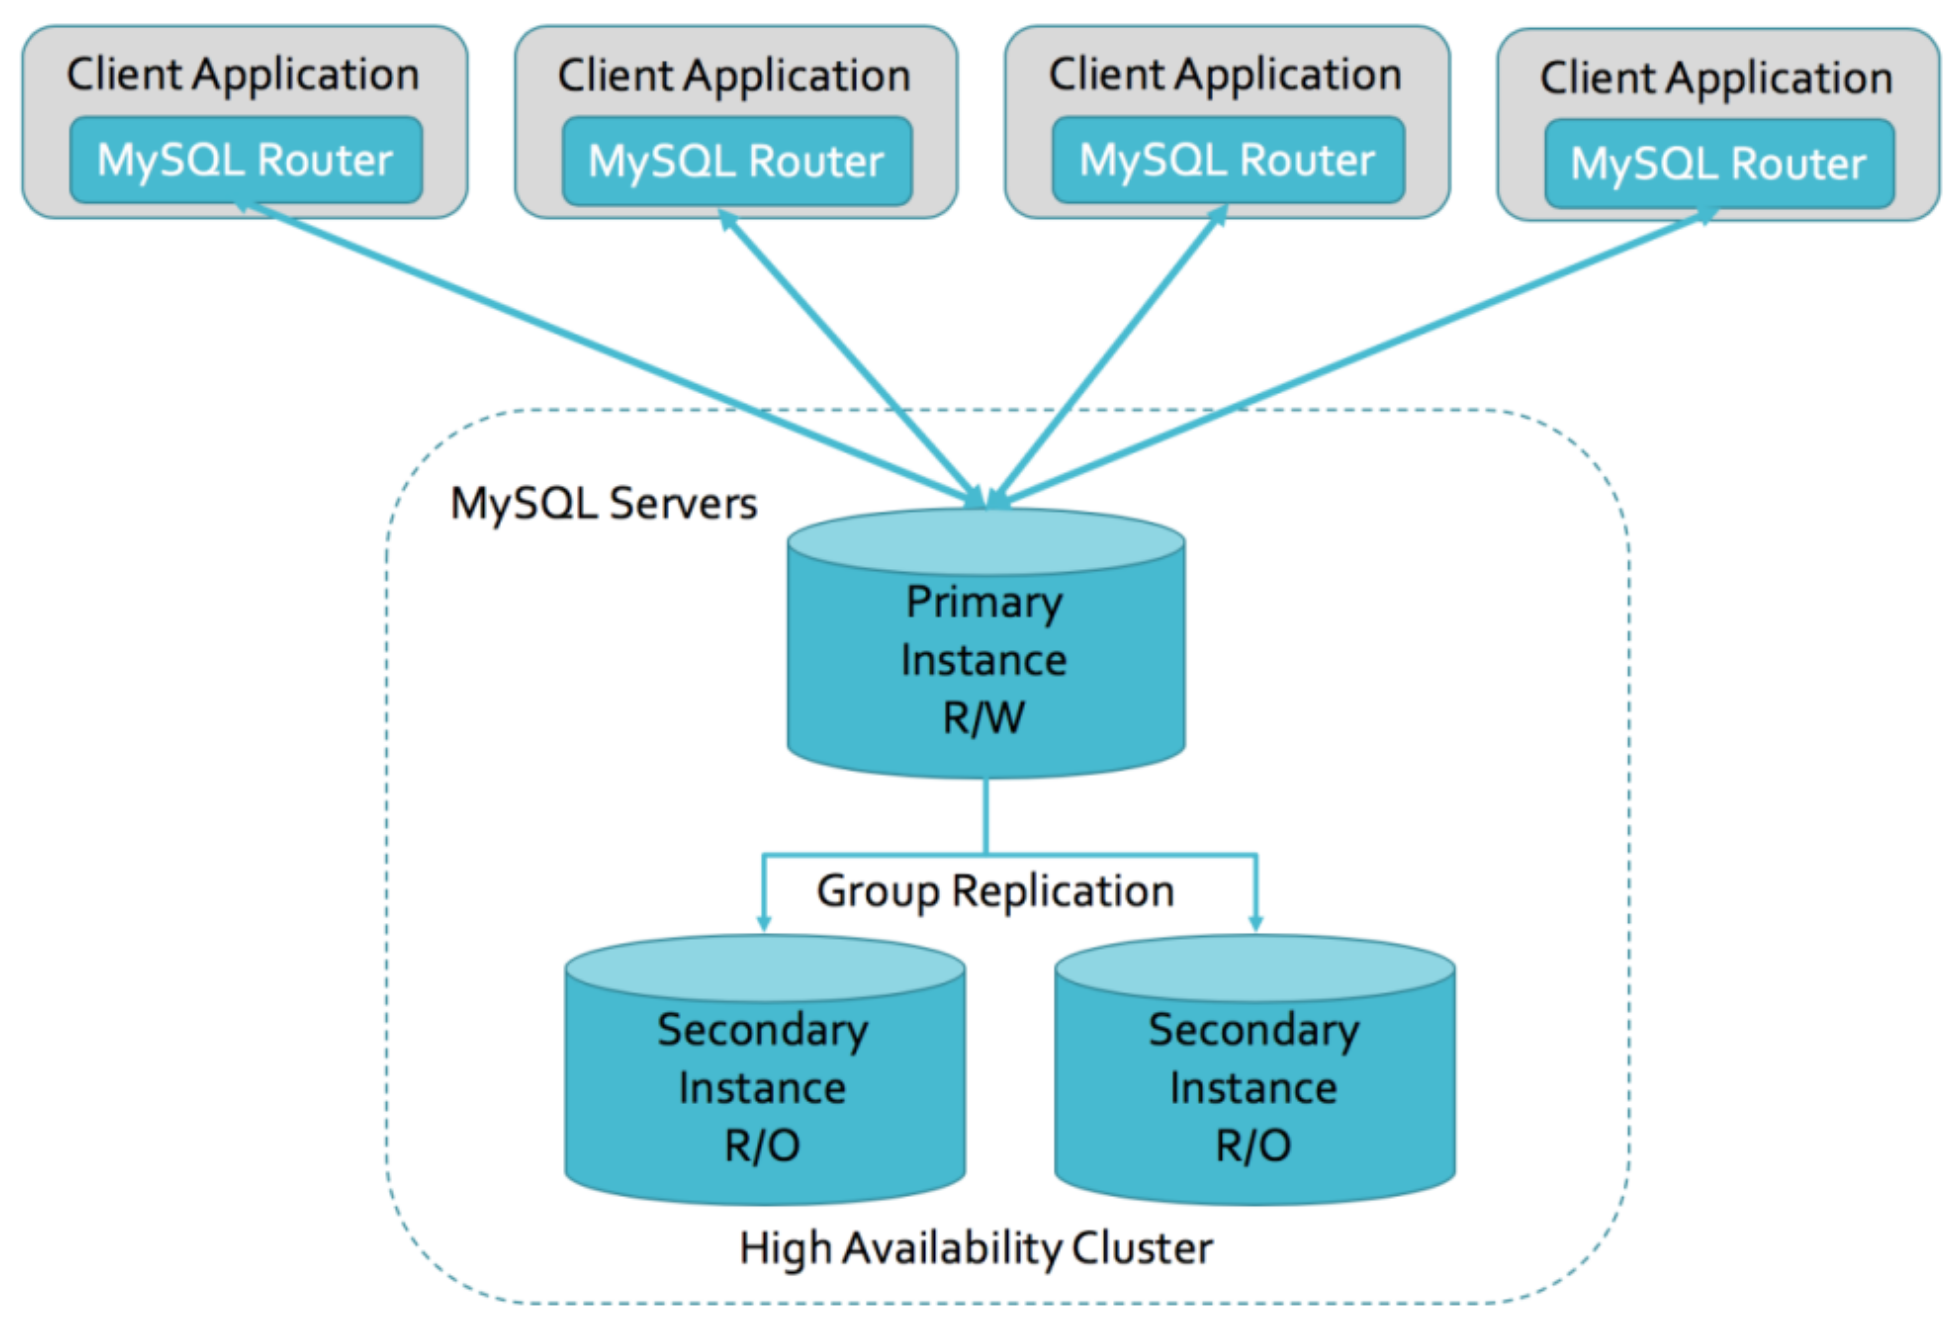 Client Application
MySQL Router
Client Application
MySQL Router
Client Application
MySQL Router
Client Application
MySQL Router
MySQL Servers
Primary
Instance
R/W
Group Replication
Secondary
Instance
R/O
Secondary
Instance
R/O
High Availability Cluster